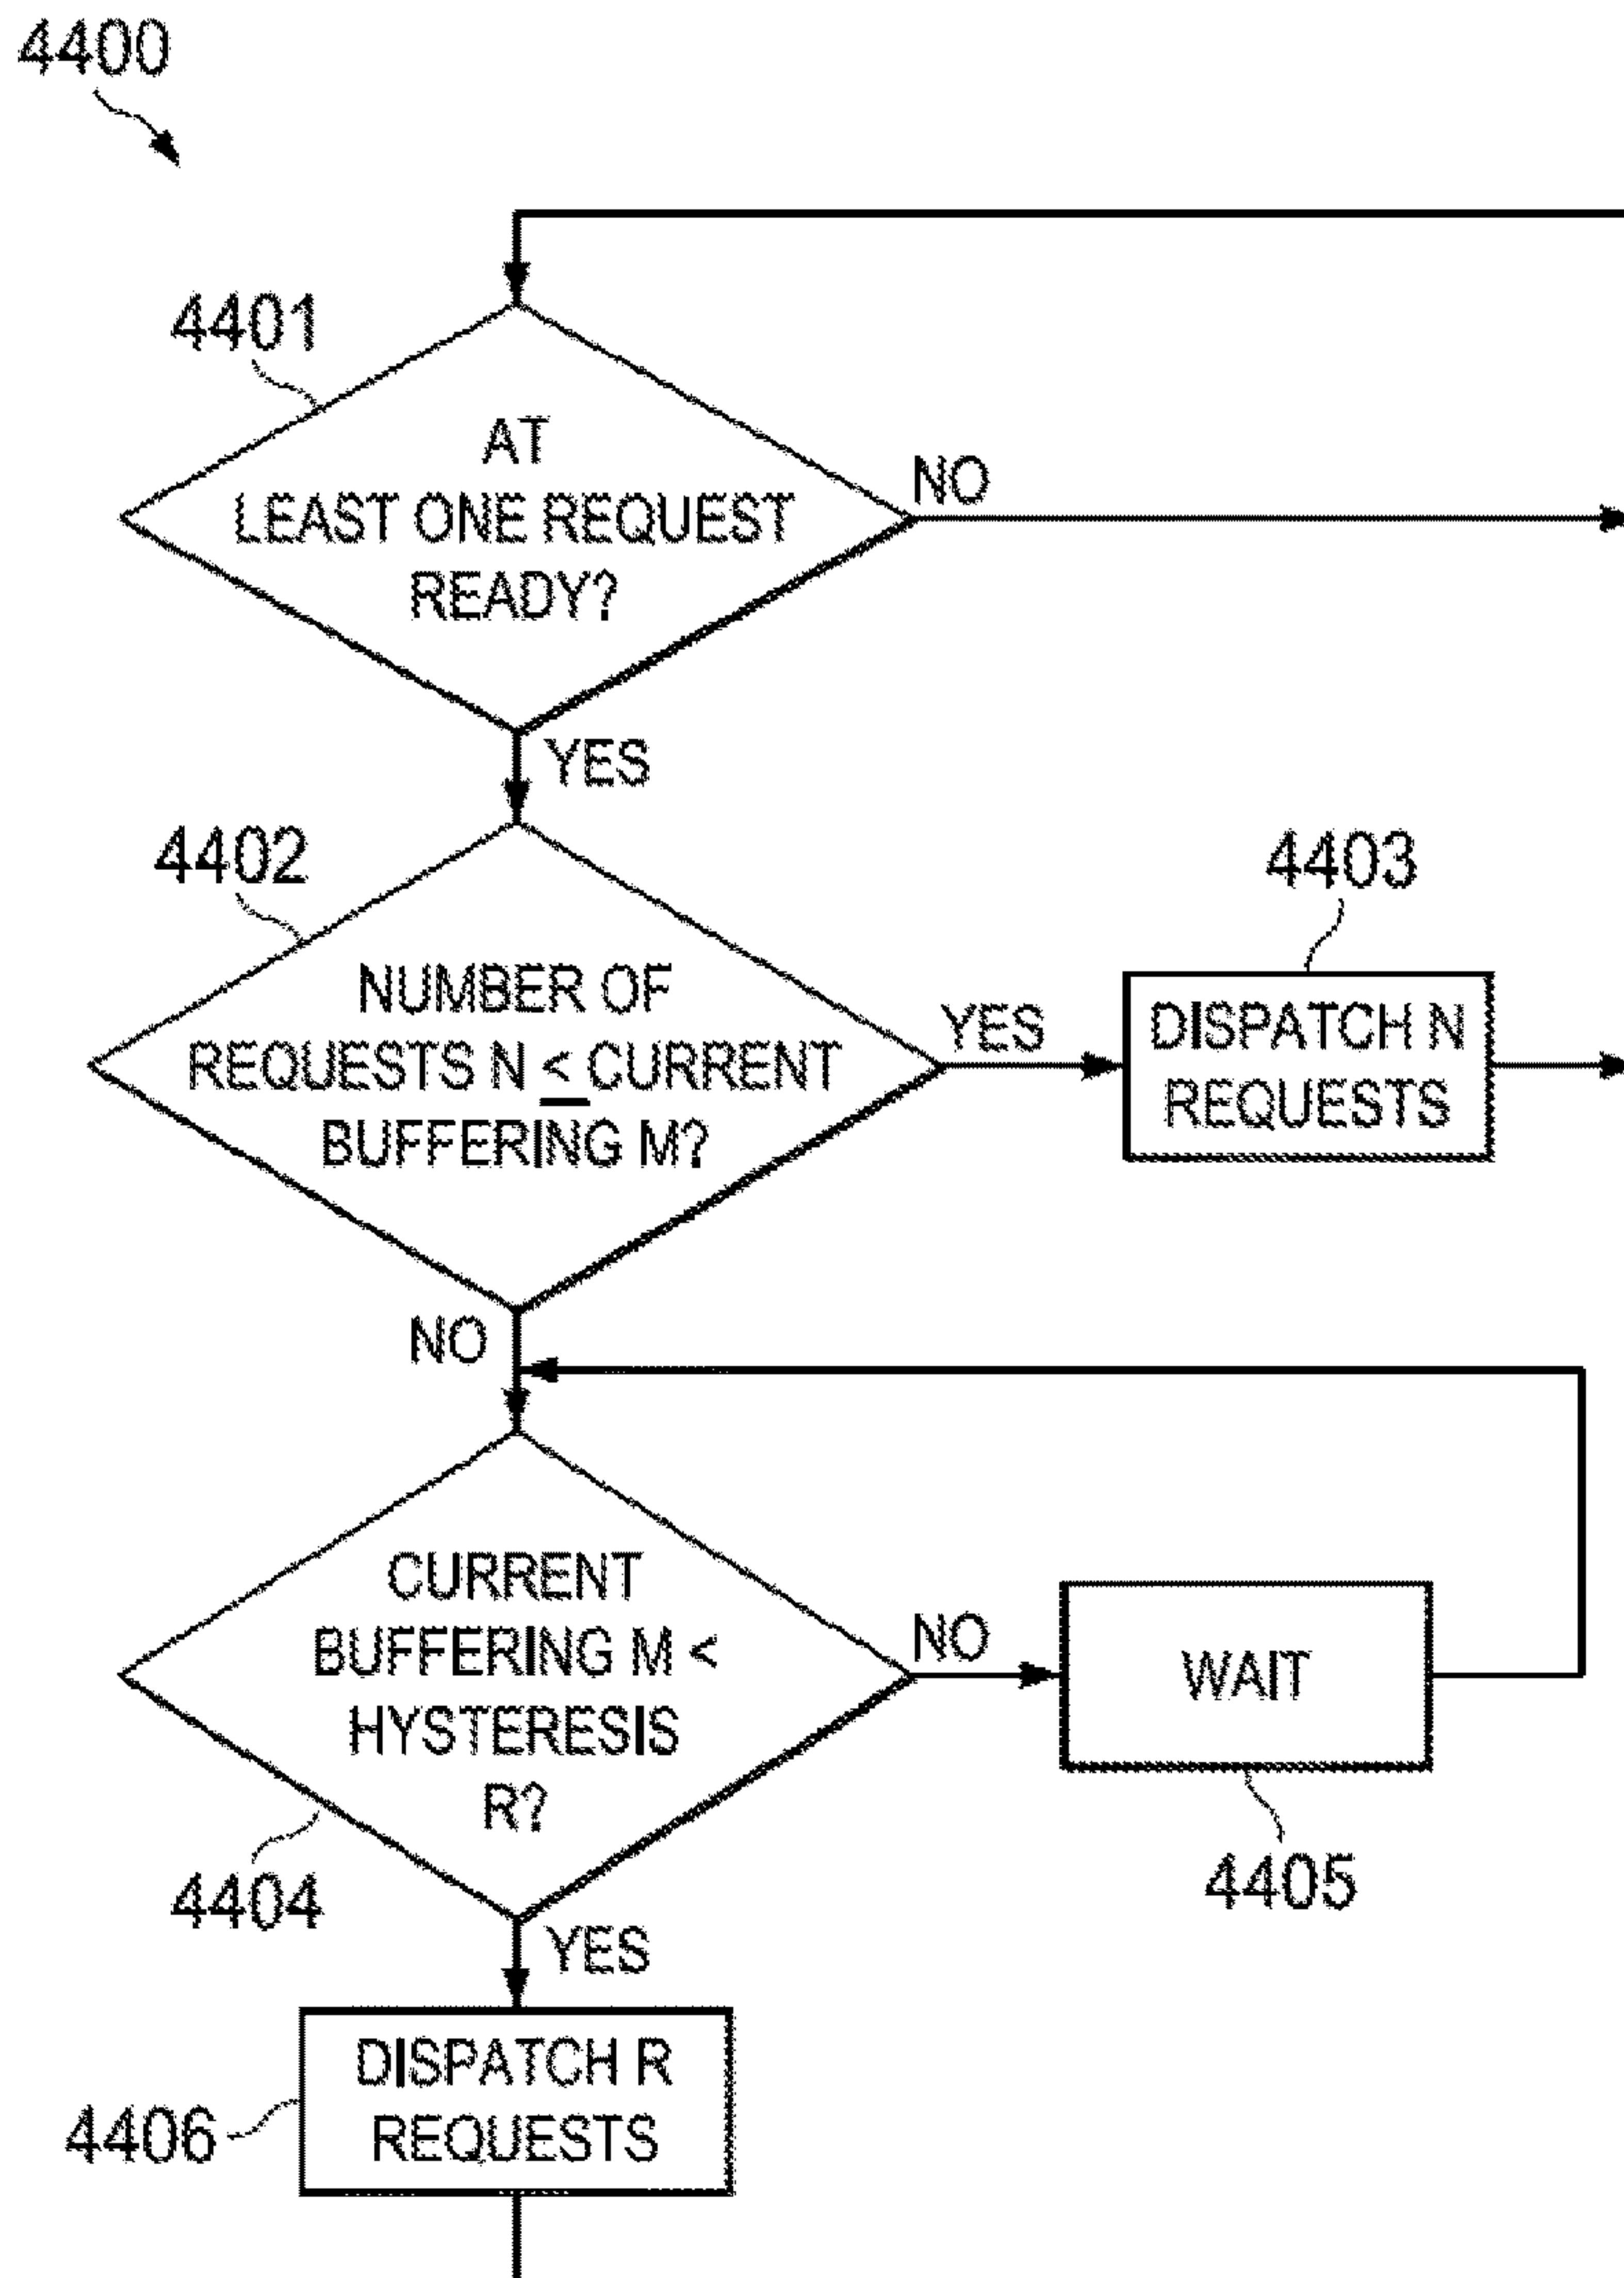 4400
4401
AT
LEAST ONE REQUEST
READY?
NO
YES
4402
NUMBER OF
REQUESTS N ≤ CURRENT
BUFFERING M?
YES
4403
DISPATCH N
REQUESTS
NO
CURRENT
BUFFERING M <
HYSTERESIS
R?
NO
WAIT
4404
4405
YES
DISPATCH R
REQUESTS
4406